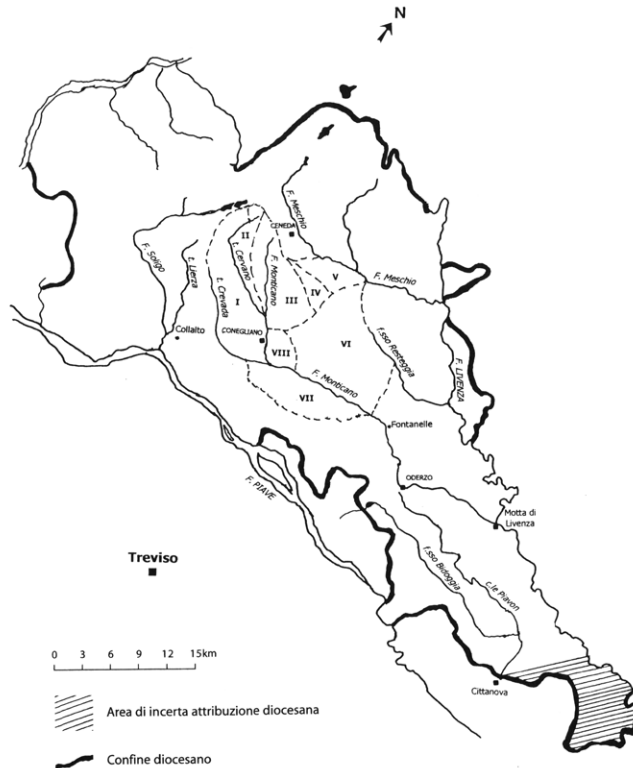 N
F. Meschio
II
CENEDA
F. Soligo
t. Lierza
t. Cervano
F. Monticano
V
F. Meschio
t. Crevada
I
III
IV
Collalto
CONEGLIANO
VIII
VI
f.sso Resteggia
F. LIVENZA
F. Monticano
VII
Fontanelle
F. PIAVE
ODERZO
Motta di
Livenza
Treviso
f.sso Bidoggia
c.le Piavon
0 3 6 9 12 15km
Cittanova
Area di incerta attribuzione diocesana
Confine diocesano